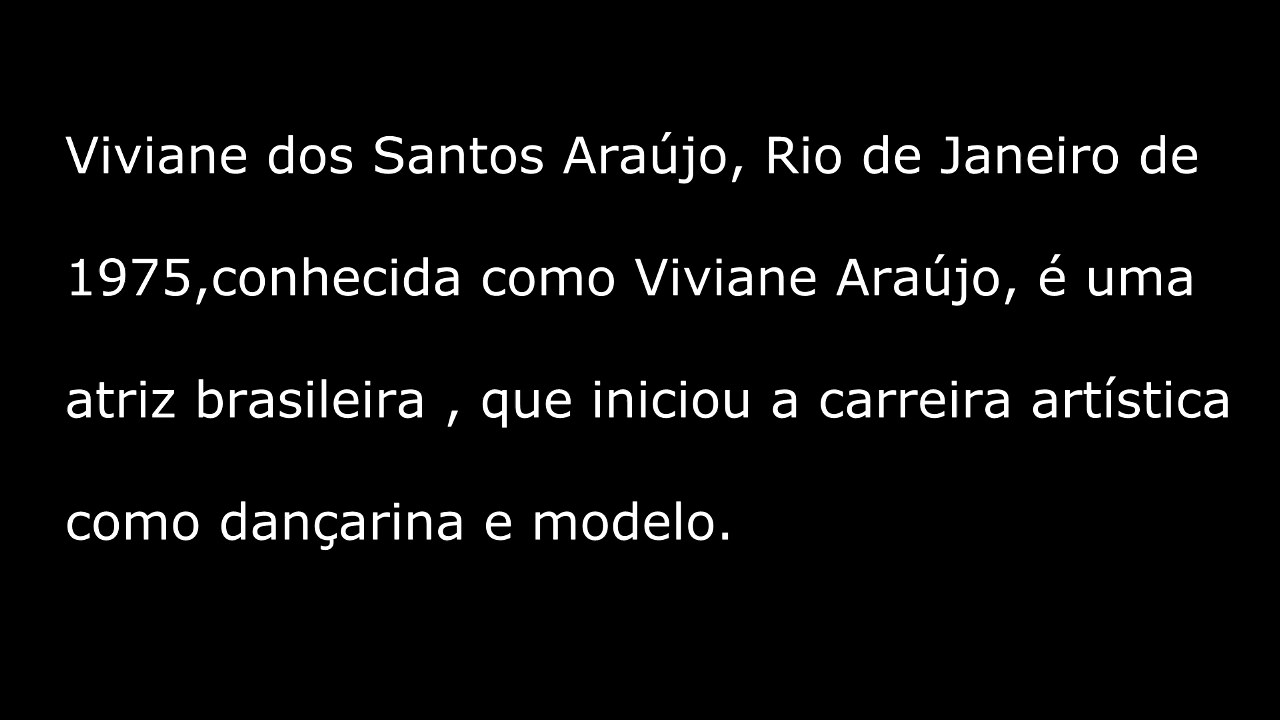 Viviane dos Santos Araújo, Rio de Janeiro de
1975,conhecida como Viviane Araújo, é uma
atriz brasileira , que iniciou a carreira artística
como dançarina e modelo.